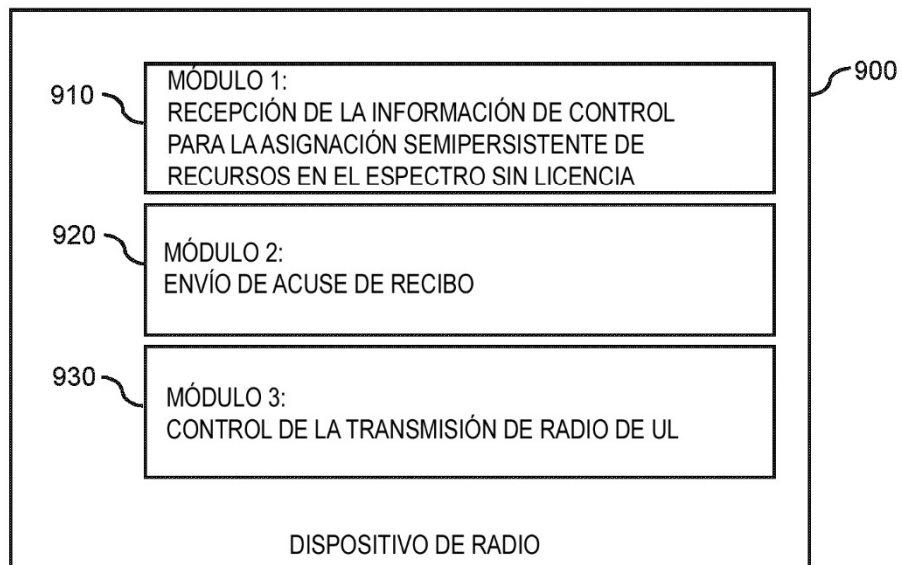 900
910
MÓDULO 1:
RECEPCIÓN DE LA INFORMACIÓN DE CONTROL
PARA LA ASIGNACIÓN SEMIPERSISTENTE DE
RECURSOS EN EL ESPECTRO SIN LICENCIA
920
MÓDULO 2:
ENVÍO DE ACUSE DE RECIBO
930
MÓDULO 3:
CONTROL DE LA TRANSMISIÓN DE RADIO DE UL
DISPOSITIVO DE RADIO